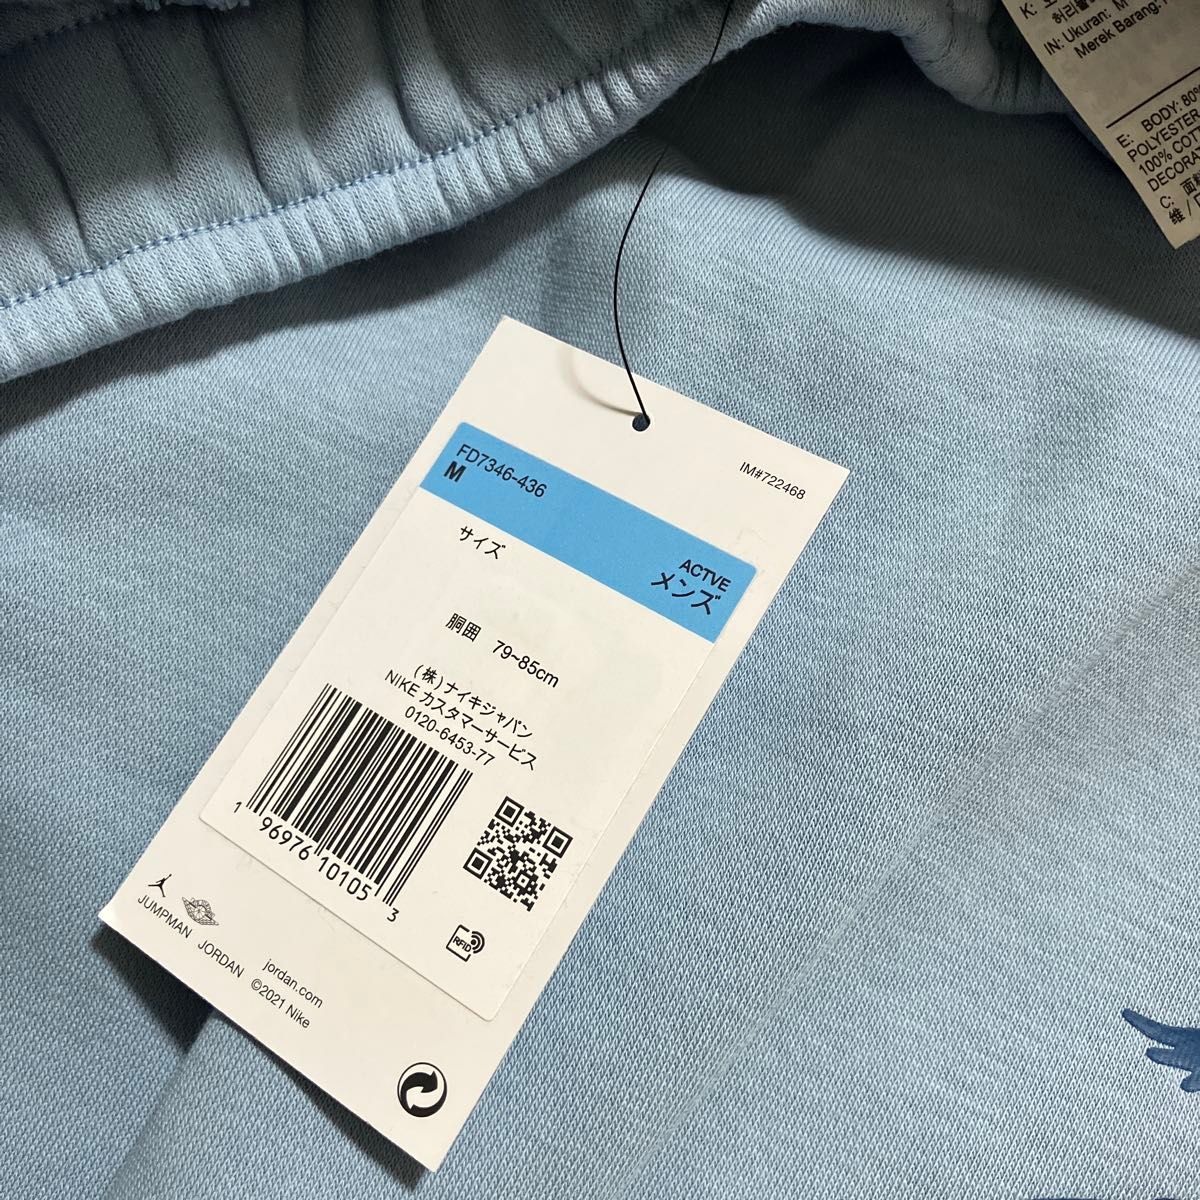 K:
IN: Ukuran: M
Merek Barang:
E: BODY: 80%
POLYESTER
100% COT
DECORAT
C: 面料
维 /
IM#722468
FD7346-436
M
ACTVE
メンズ
サイズ
胴囲 79~85cm
(株)ナイキジャパン
NIKE カスタマーサービス
0120-6453-77
1 96976 10105 3
RFID
JUMPMAN JORDAN
jordan.com
©2021 Nike